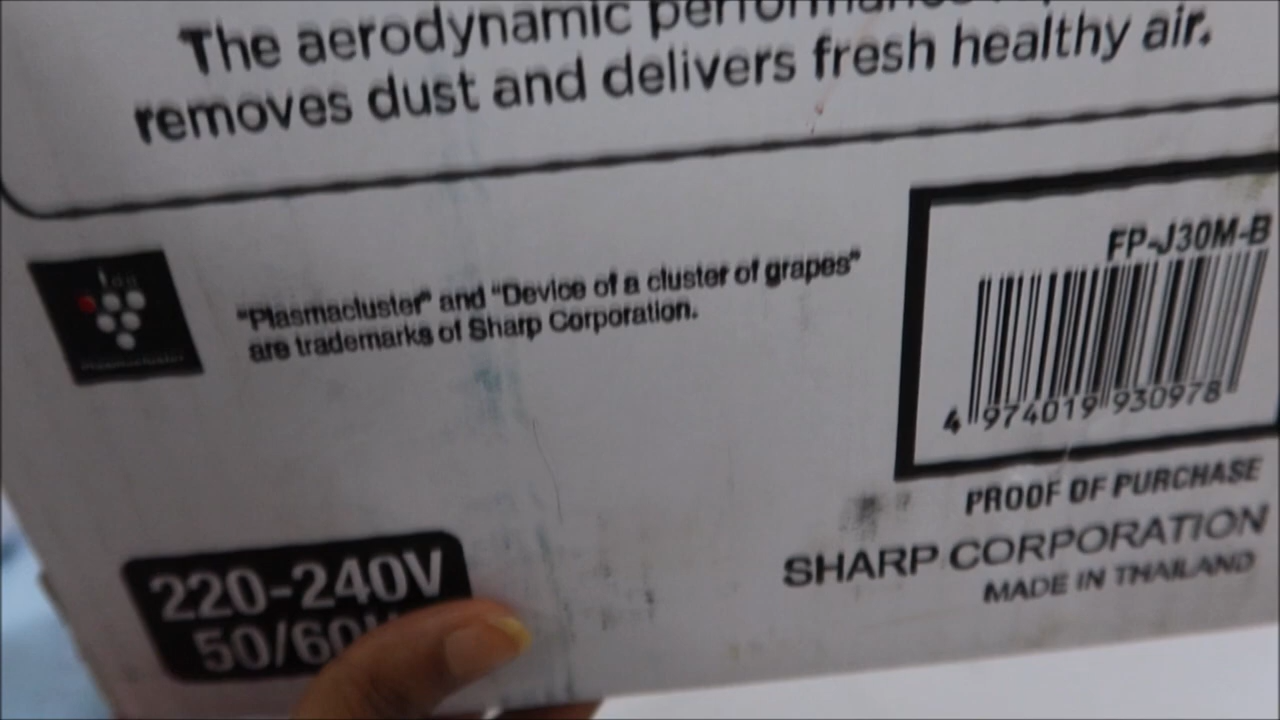 The aerodynamic performance
removes dust and delivers fresh healthy air.
FP-J30M-B
"Plasmacluster" and "Device of a cluster of grapes"
are trademarks of Sharp Corporation.
4 974019 930978
PROOF OF PURCHASE
SHARP CORPORATION
MADE IN THAILAND
220-240V
50/60